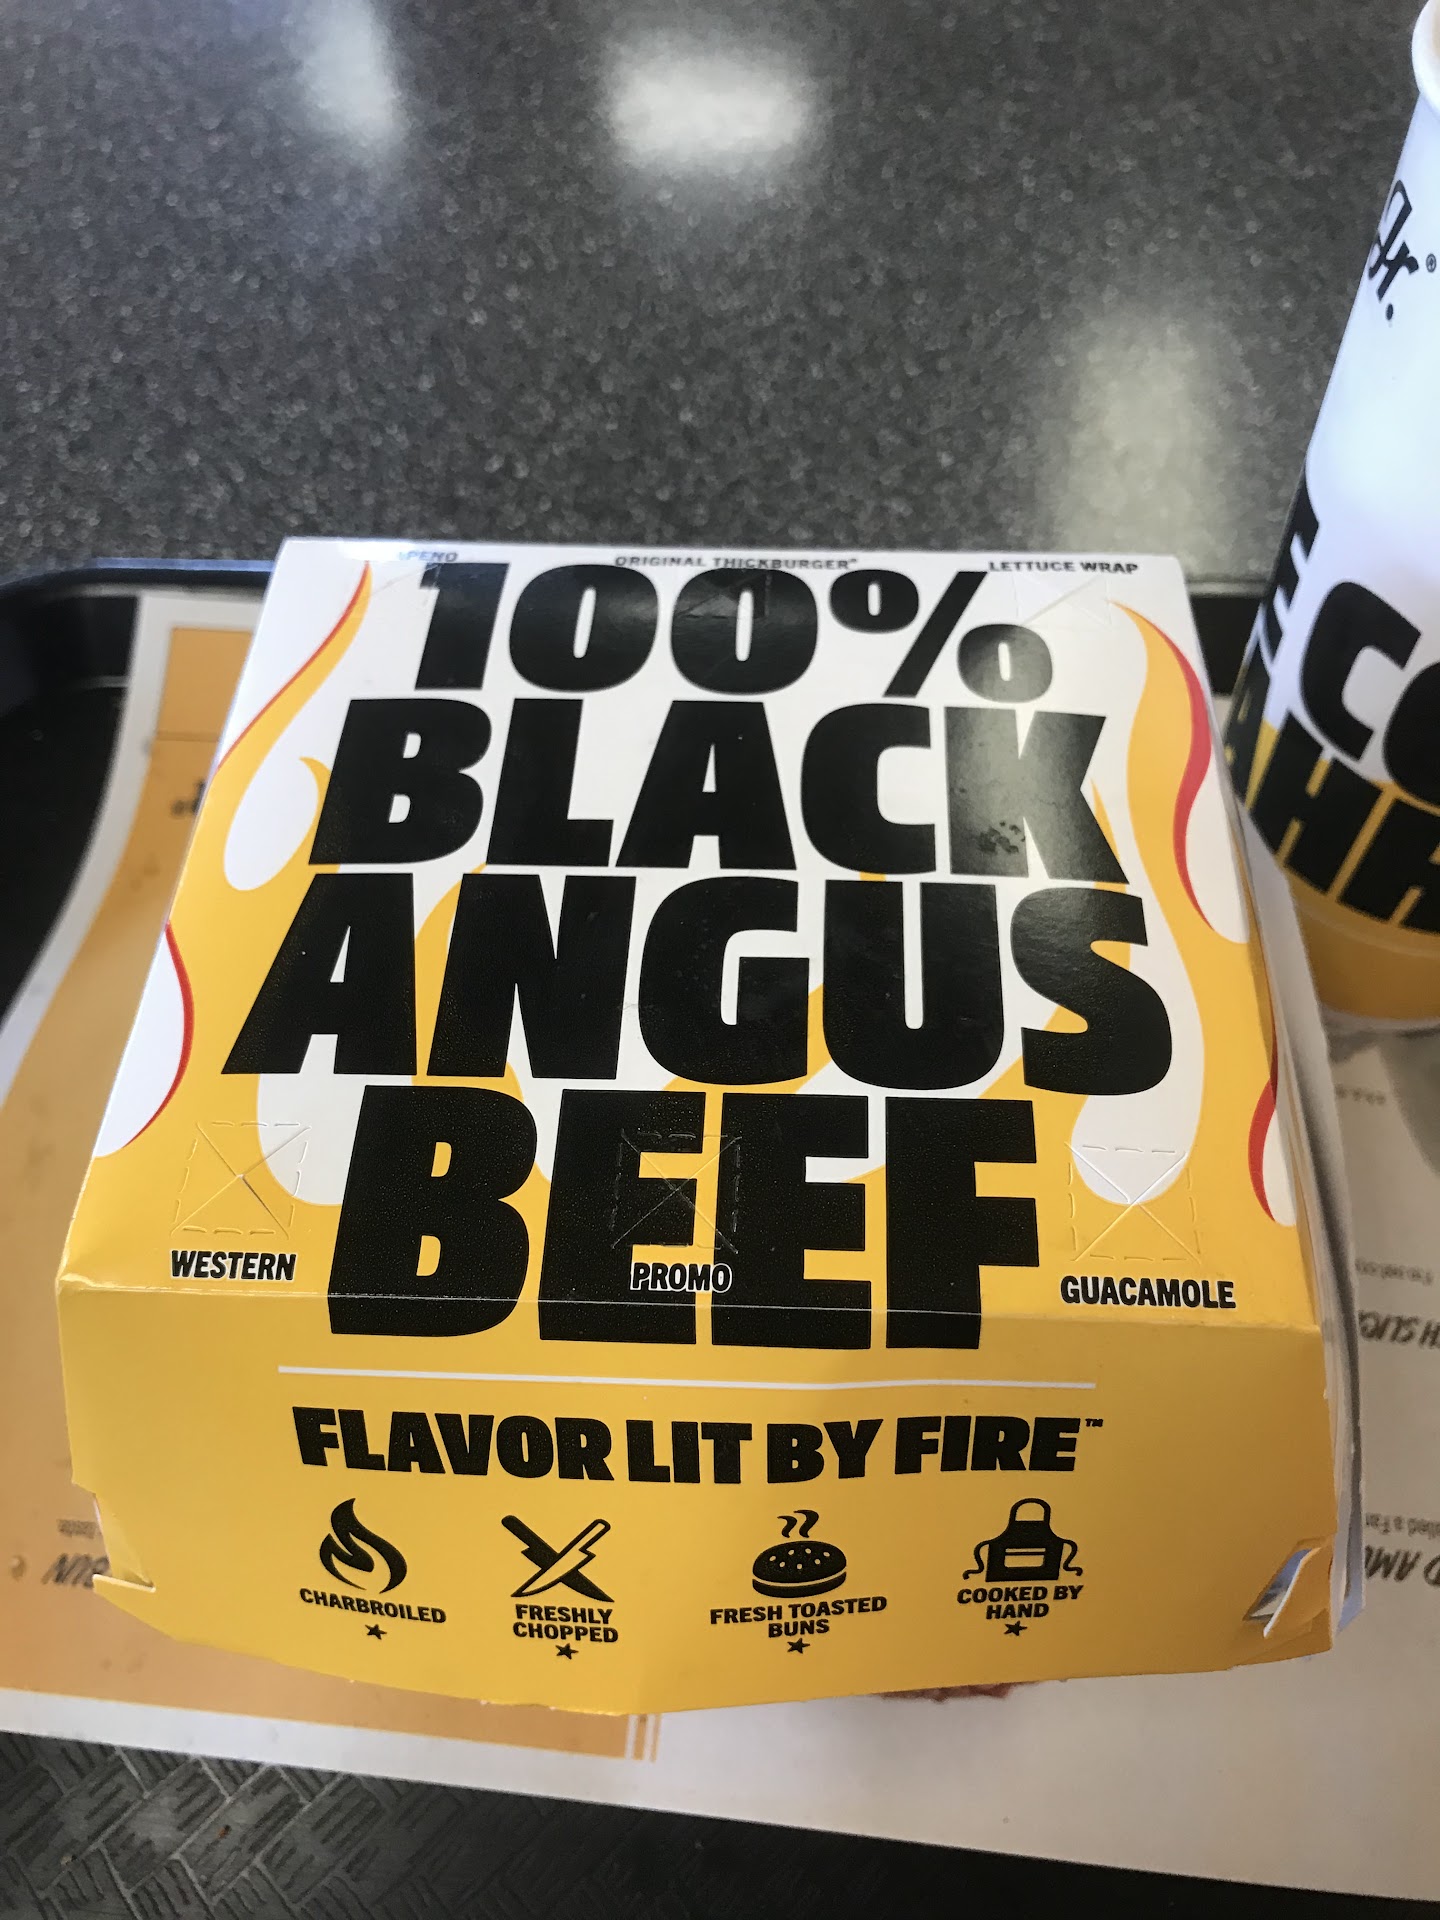 ORIGINAL THICKBURGER®
LETTUCE WRAP
100%
BLACK
ANGUS
BEEF
WESTERN
PROMO
GUACAMOLE
FLAVOR LIT BY FIRE™
CHARBROILED
FRESHLY
CHOPPED
FRESH TOASTED
BUNS
COOKED BY
HAND
Jr.®